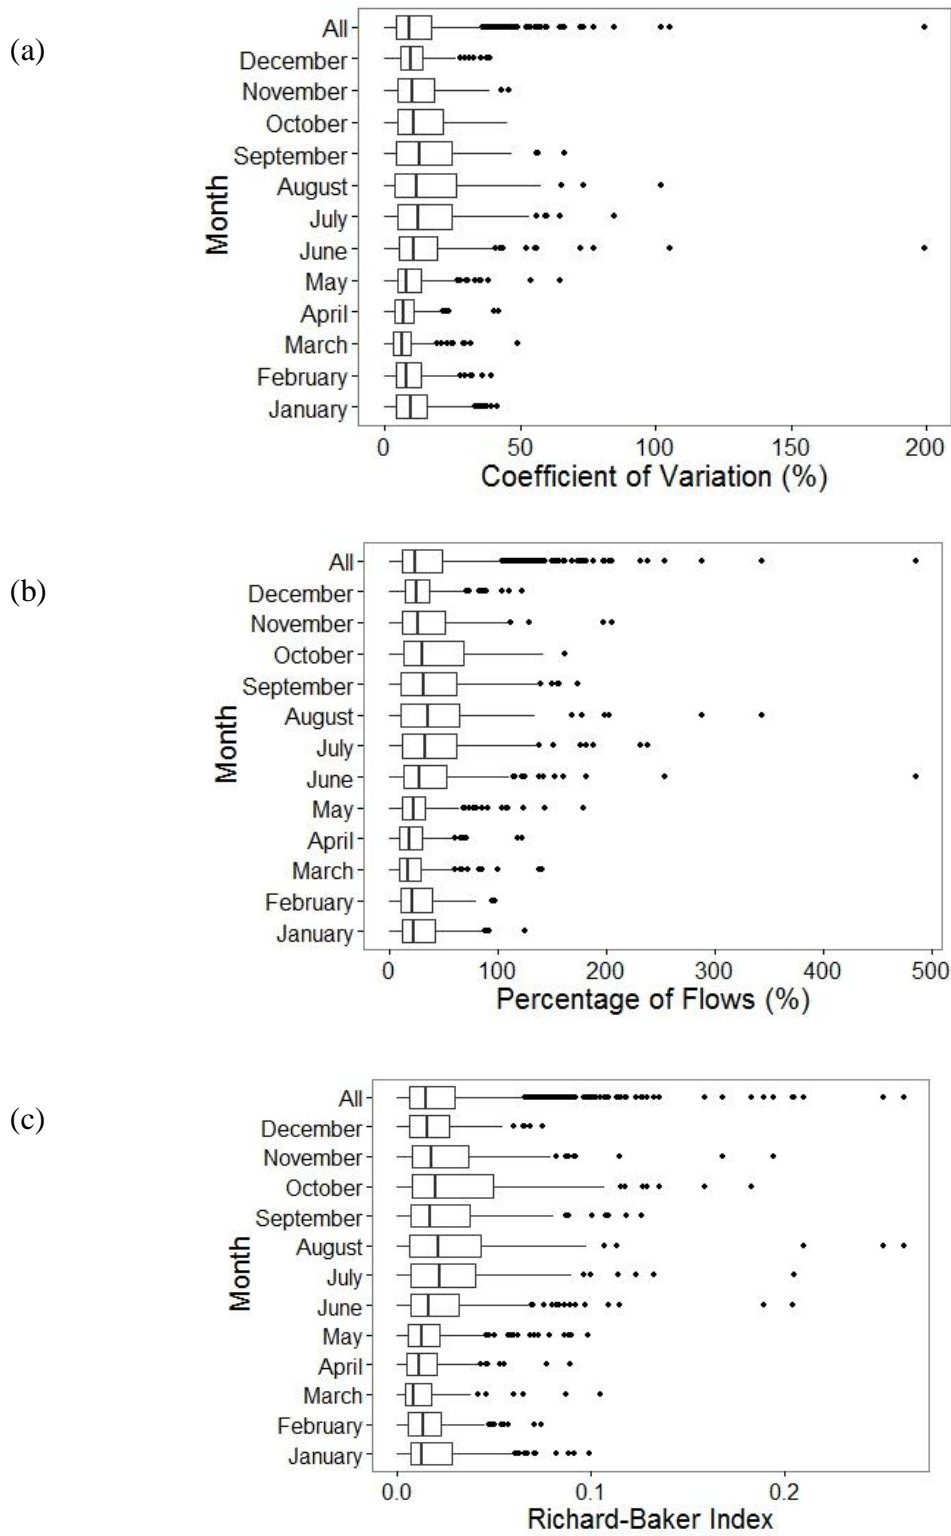 (a)
Month
All
December
November
October
September
August
July
June
May
April
March
February
January
0 50 100 150 200
Coefficient of Variation (%)
(b)
Month
All
December
November
October
September
August
July
June
May
April
March
February
January
0 100 200 300 400 500
Percentage of Flows (%)
(c)
Month
All
December
November
October
September
August
July
June
May
April
March
February
January
0.0 0.1 0.2
Richard-Baker Index